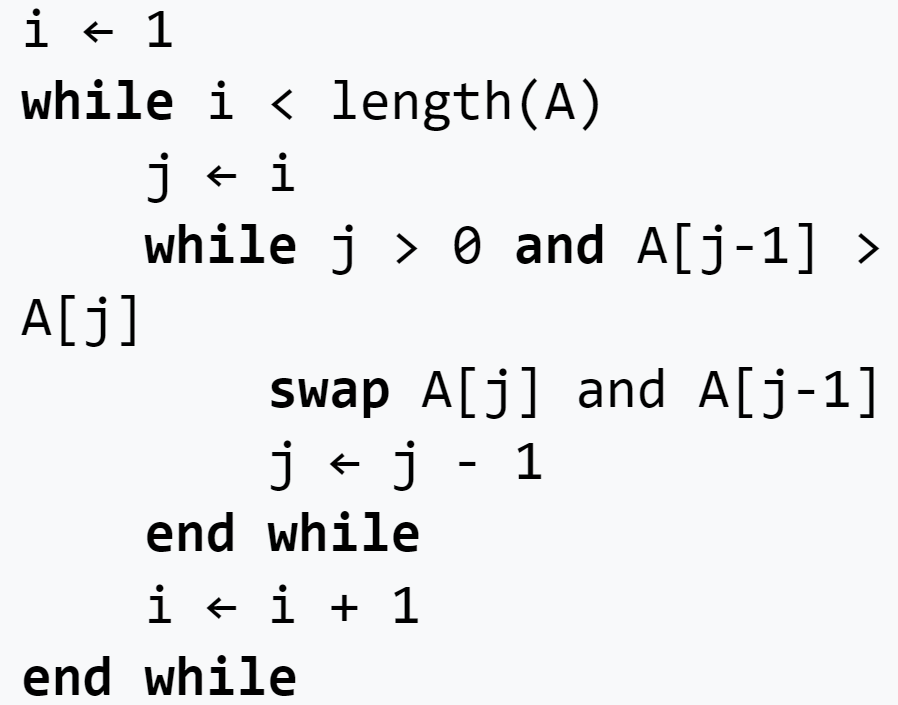 i ← 1
while i < length(A)
    j ← i
    while j > 0 and A[j-1] >
A[j]
        swap A[j] and A[j-1]
        j ← j - 1
    end while
    i ← i + 1
end while